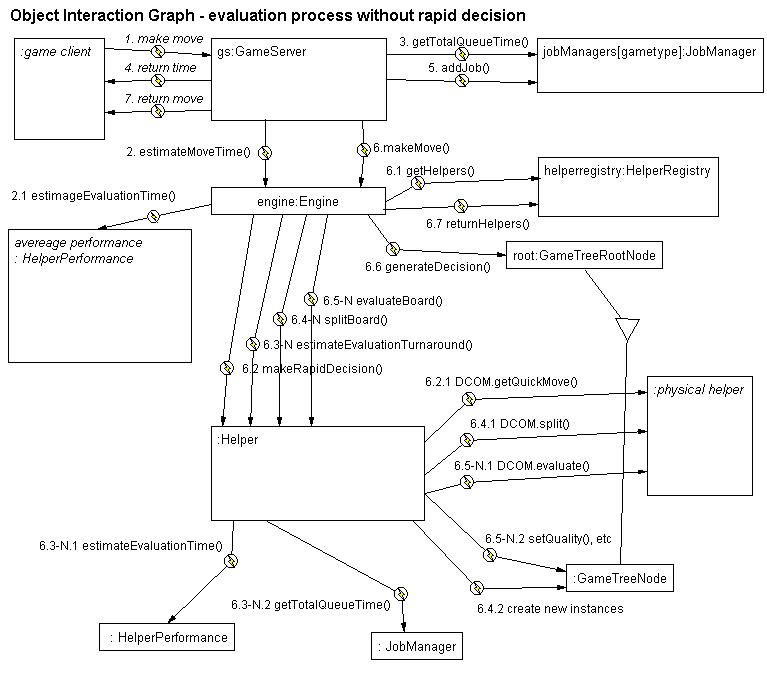 Object Interaction Graph - evaluation process without rapid decision
:game client
1. make move
gs:GameServer
3. getTotalQueueTime()
jobManagers[gametype]:JobManager
4. return time
5. addJob()
7. return move
2. estimateMoveTime()
6.makeMove()
6.1 getHelpers()
helperregistry:HelperRegistry
2.1 estimageEvaluationTime()
engine:Engine
6.7 returnHelpers()
avereage performance
: HelperPerformance
6.6 generateDecision()
root:GameTreeRootNode
6.5-N evaluateBoard()
6.4-N splitBoard()
6.3-N estimateEvaluationTurnaround()
6.2 makeRapidDecision()
6.2.1 DCOM.getQuickMove()
:physical helper
:Helper
6.4.1 DCOM.split()
6.5-N.1 DCOM.evaluate()
6.3-N.1 estimateEvaluationTime()
6.5-N.2 setQuality(), etc
:GameTreeNode
6.3-N.2 getTotalQueueTime()
6.4.2 create new instances
: HelperPerformance
: JobManager